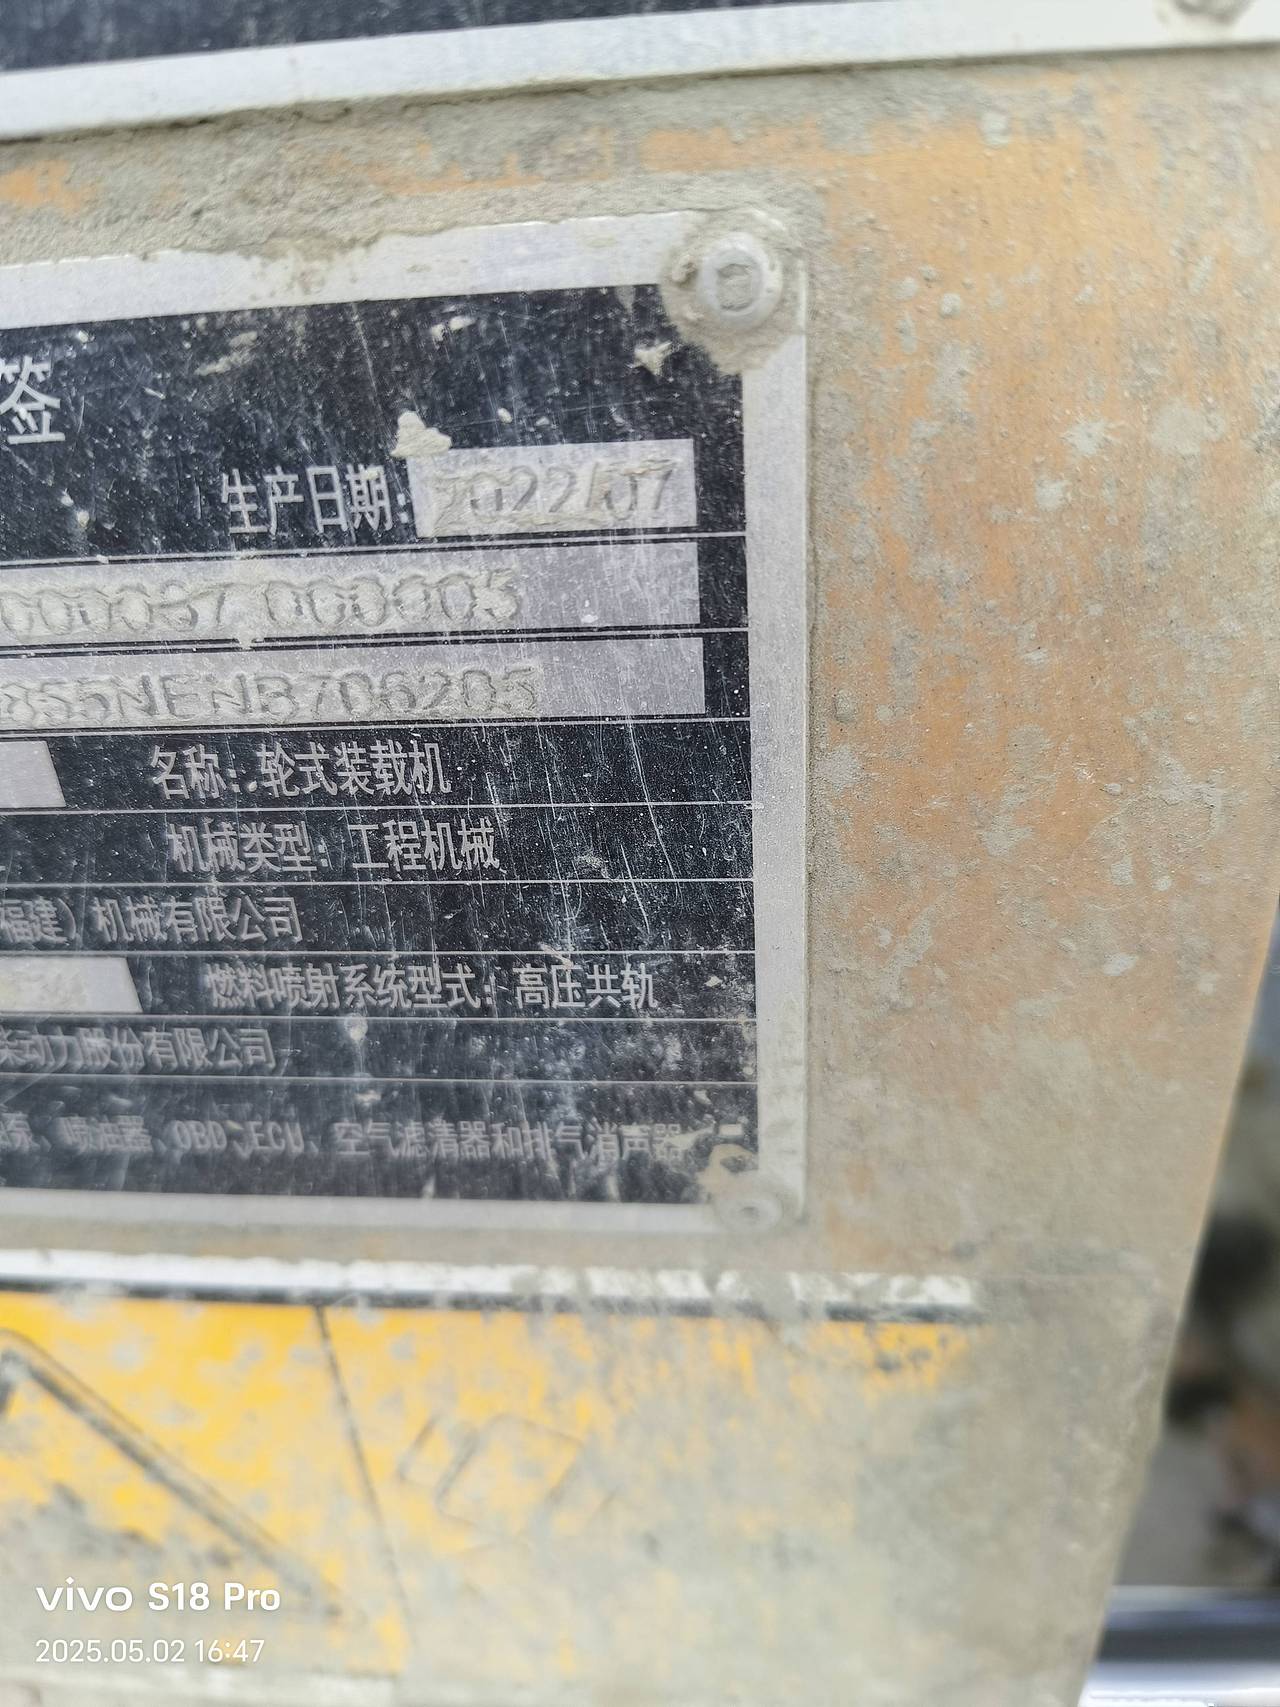 签
生产日期: 2022/07
000037 000003
855NENB706205
名称: 轮式装载机
机械类型: 工程机械
福建）机械有限公司
燃料喷射系统型式: 高压共轨
动力股份有限公司
泵、喷油器、OBD、ECU、空气滤清器和排气消声器
vivo S18 Pro
2025.05.02 16:47